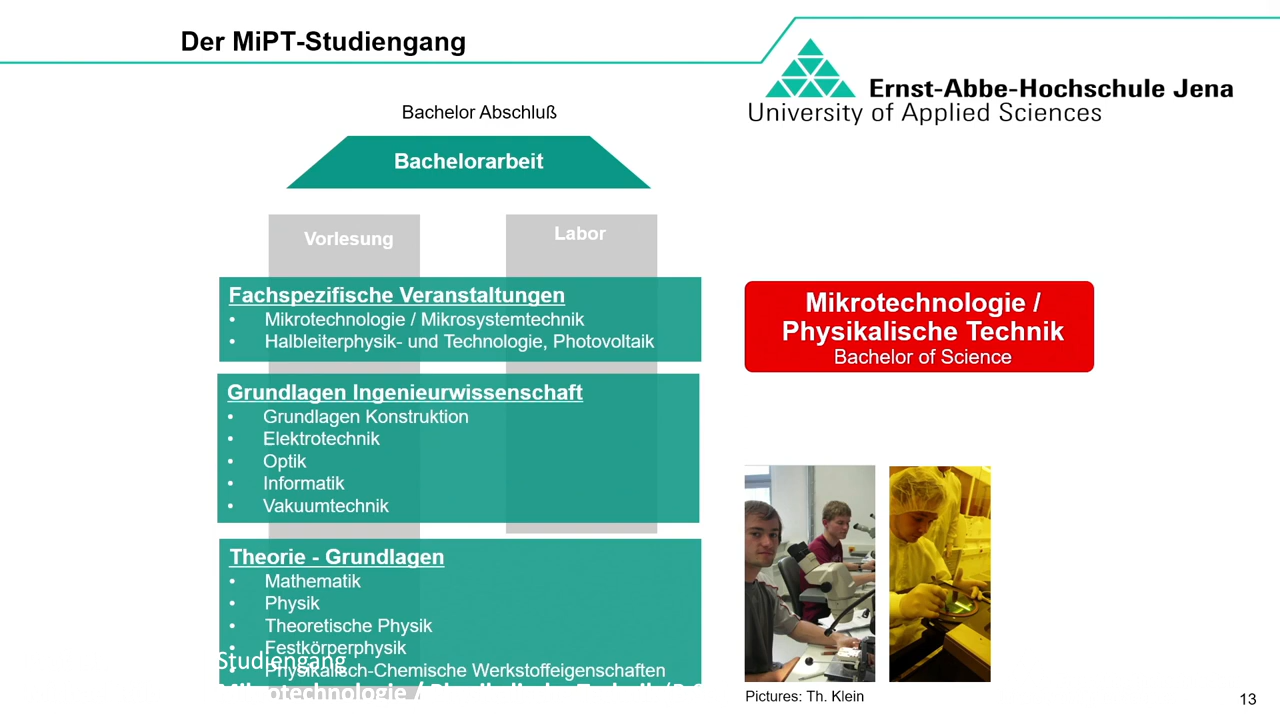 Der MiPT-Studiengang
Ernst-Abbe-Hochschule Jena
University of Applied Sciences
Bachelor Abschluß
Bachelorarbeit
Vorlesung
Labor
Fachspezifische Veranstaltungen
• Mikrotechnologie / Mikrosystemtechnik
• Halbleiterphysik- und Technologie, Photovoltaik
Grundlagen Ingenieurwissenschaft
• Grundlagen Konstruktion
• Elektrotechnik
• Optik
• Informatik
• Vakuumtechnik
Theorie - Grundlagen
• Mathematik
• Physik
• Theoretische Physik
• Festkörperphysik
• Physikalisch-Chemische Werkstoffeigenschaften
Studiengang
Mikrotechnologie / Physikalische Technik
Mikrotechnologie /
Physikalische Technik
Bachelor of Science
Pictures: Th. Klein
13